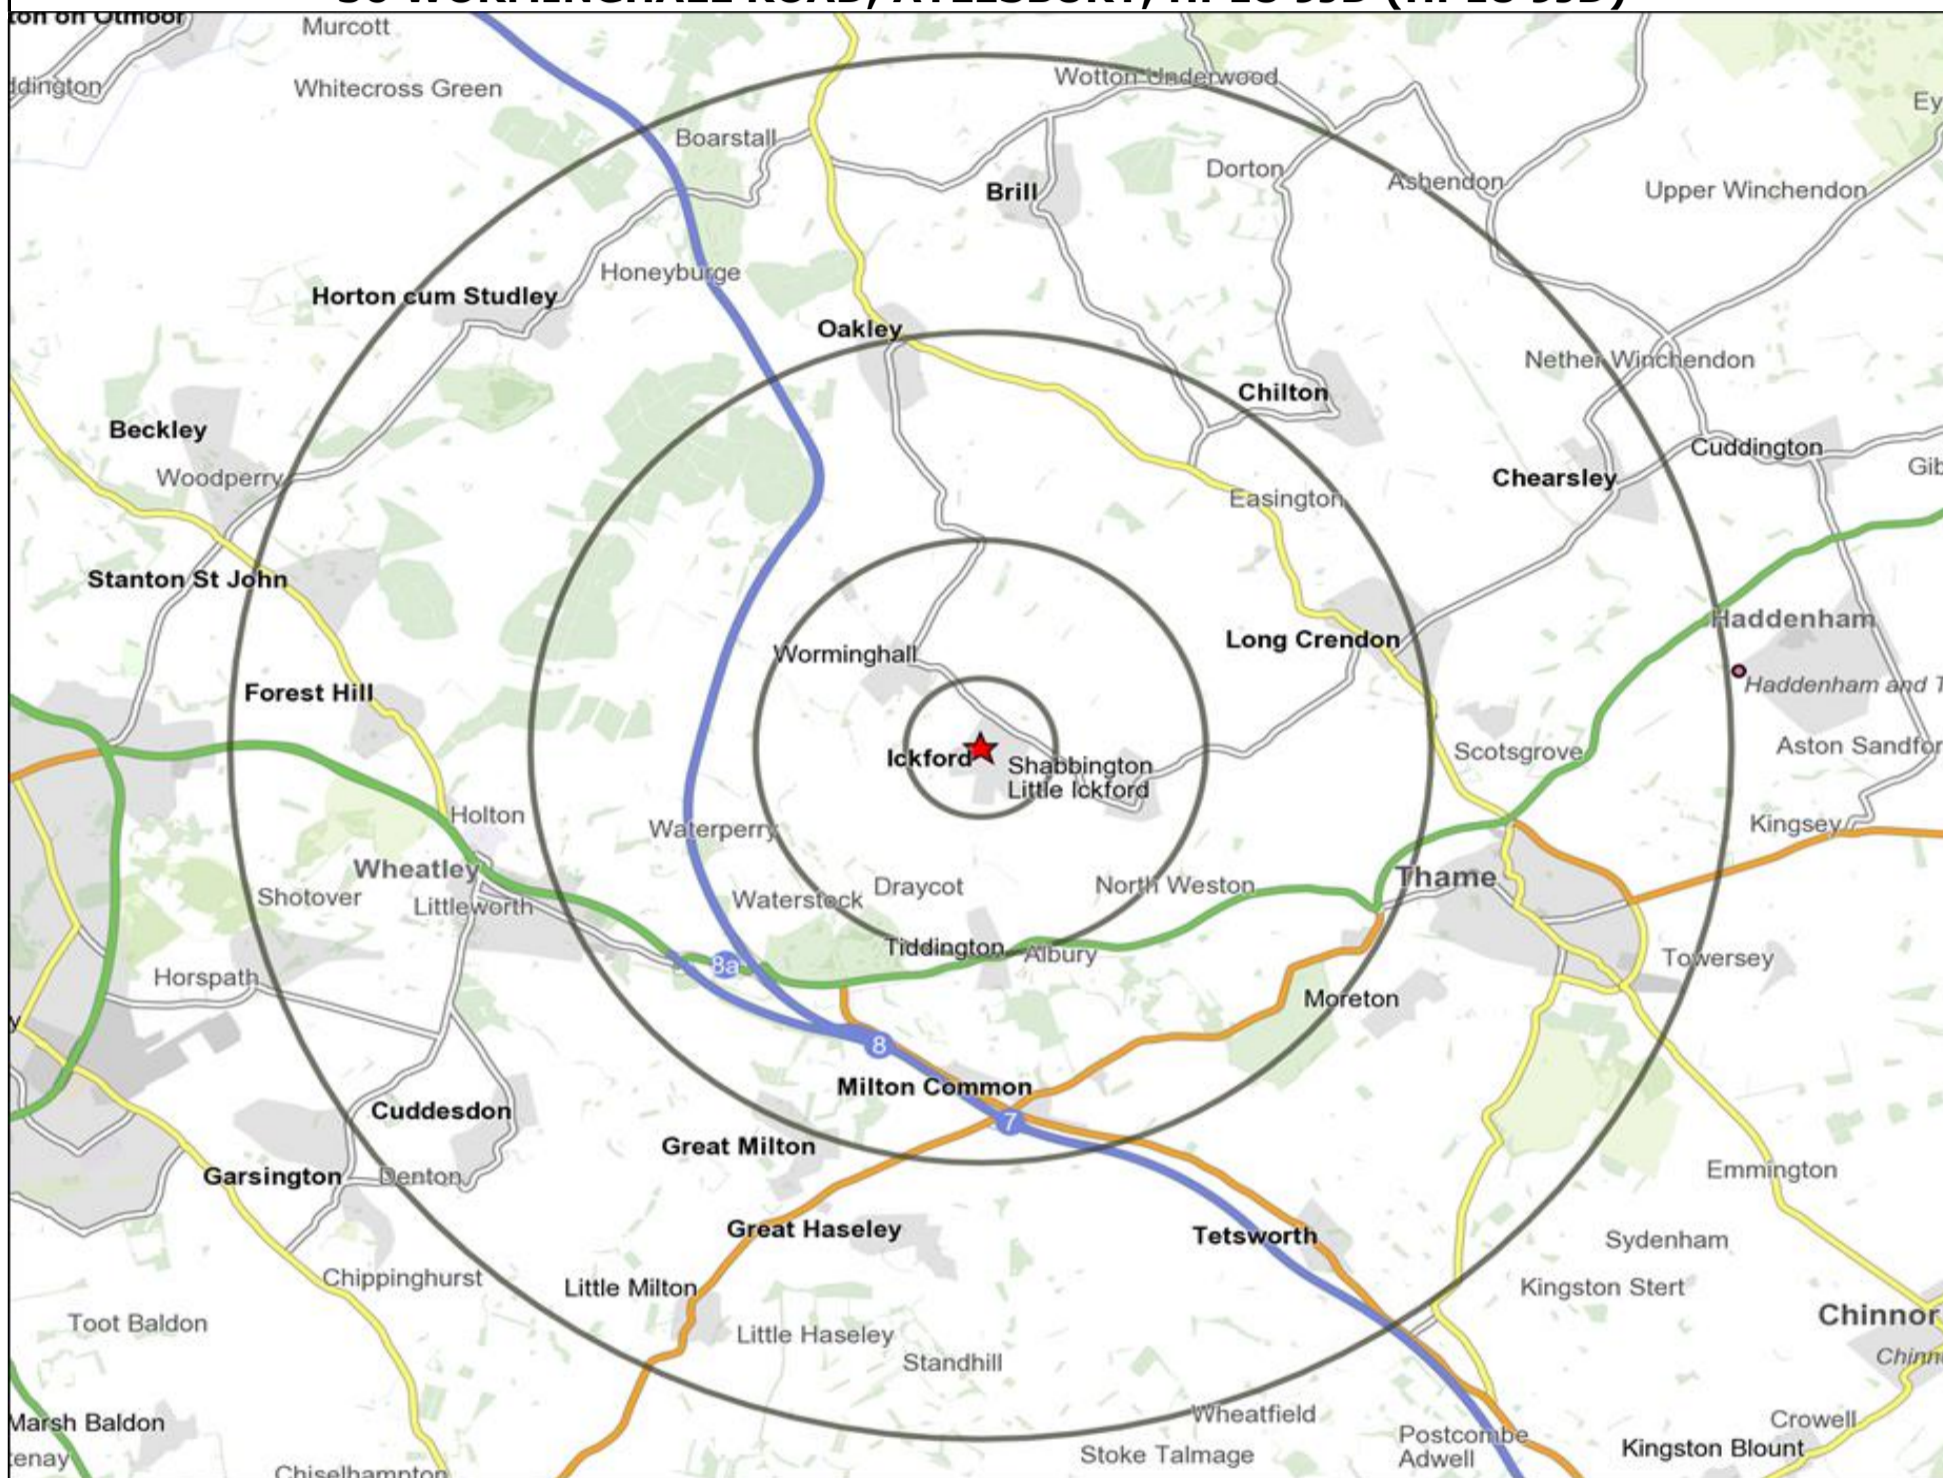 Murcott
Whitecross Green
Wotton Underwood
Boarstall
Dorton
Ashendon
Upper Winchendon
Brill
Honeyburge
Horton cum Studley
Oakley
Nether Winchendon
Chilton
Beckley
Woodperry
Cuddington
Chearsley
Easington
Stanton St John
Haddenham
Long Crendon
Worminghall
Haddenham and T
Forest Hill
Scotsgrove
Aston Sandfor
Ickford
Shabbington
Little Ickford
Holton
Waterperry
Kingsey
Wheatley
Thame
Draycot
North Weston
Shotover
Waterstock
Littleworth
Tiddington
Albury
Towersey
8a
Horspath
Moreton
8
Milton Common
Cuddesdon
7
Great Milton
Garsington
Denton
Emmington
Great Haseley
Tetsworth
Sydenham
Chippinghurst
Little Milton
Kingston Stert
Toot Baldon
Chinnor
Little Haseley
Standhill
Wheatfield
Marsh Baldon
Crowell
Postcombe
Adwell
Stoke Talmage
Kingston Blount
Chiselhampton